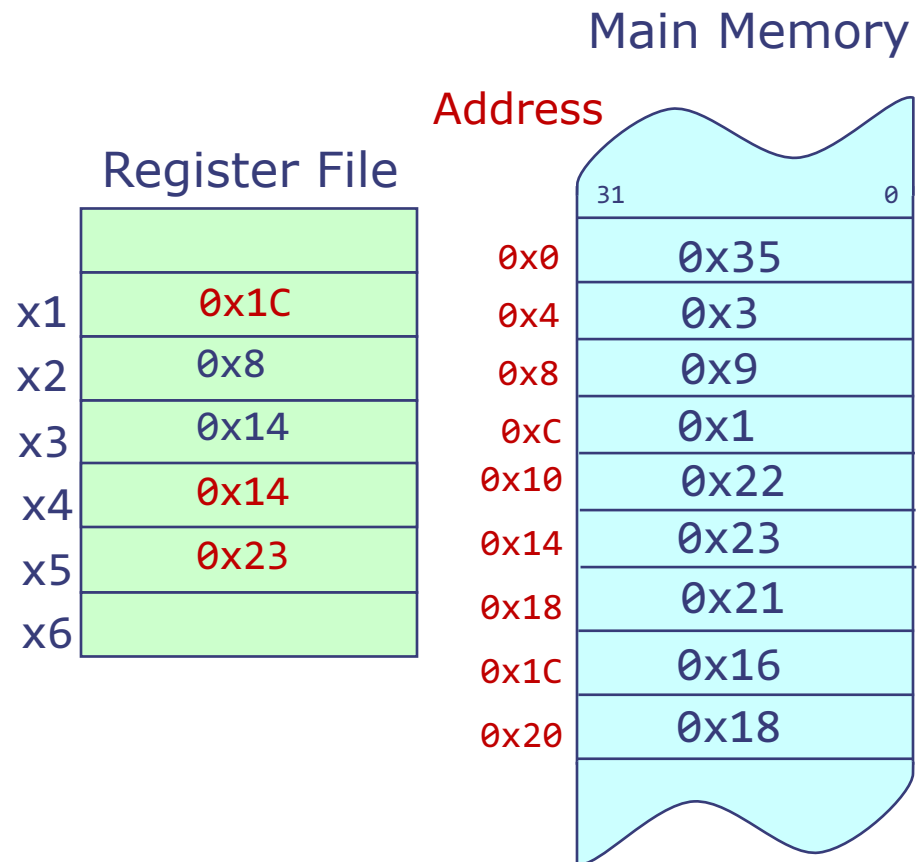 Main Memory
Address
Register File
31 0
0x0 0x35
x1 0x1C
0x4 0x3
x2 0x8
0x8 0x9
x3 0x14
0xC 0x1
x4 0x14
0x10 0x22
x5 0x23
0x14 0x23
0x18 0x21
x6
0x1C 0x16
0x20 0x18